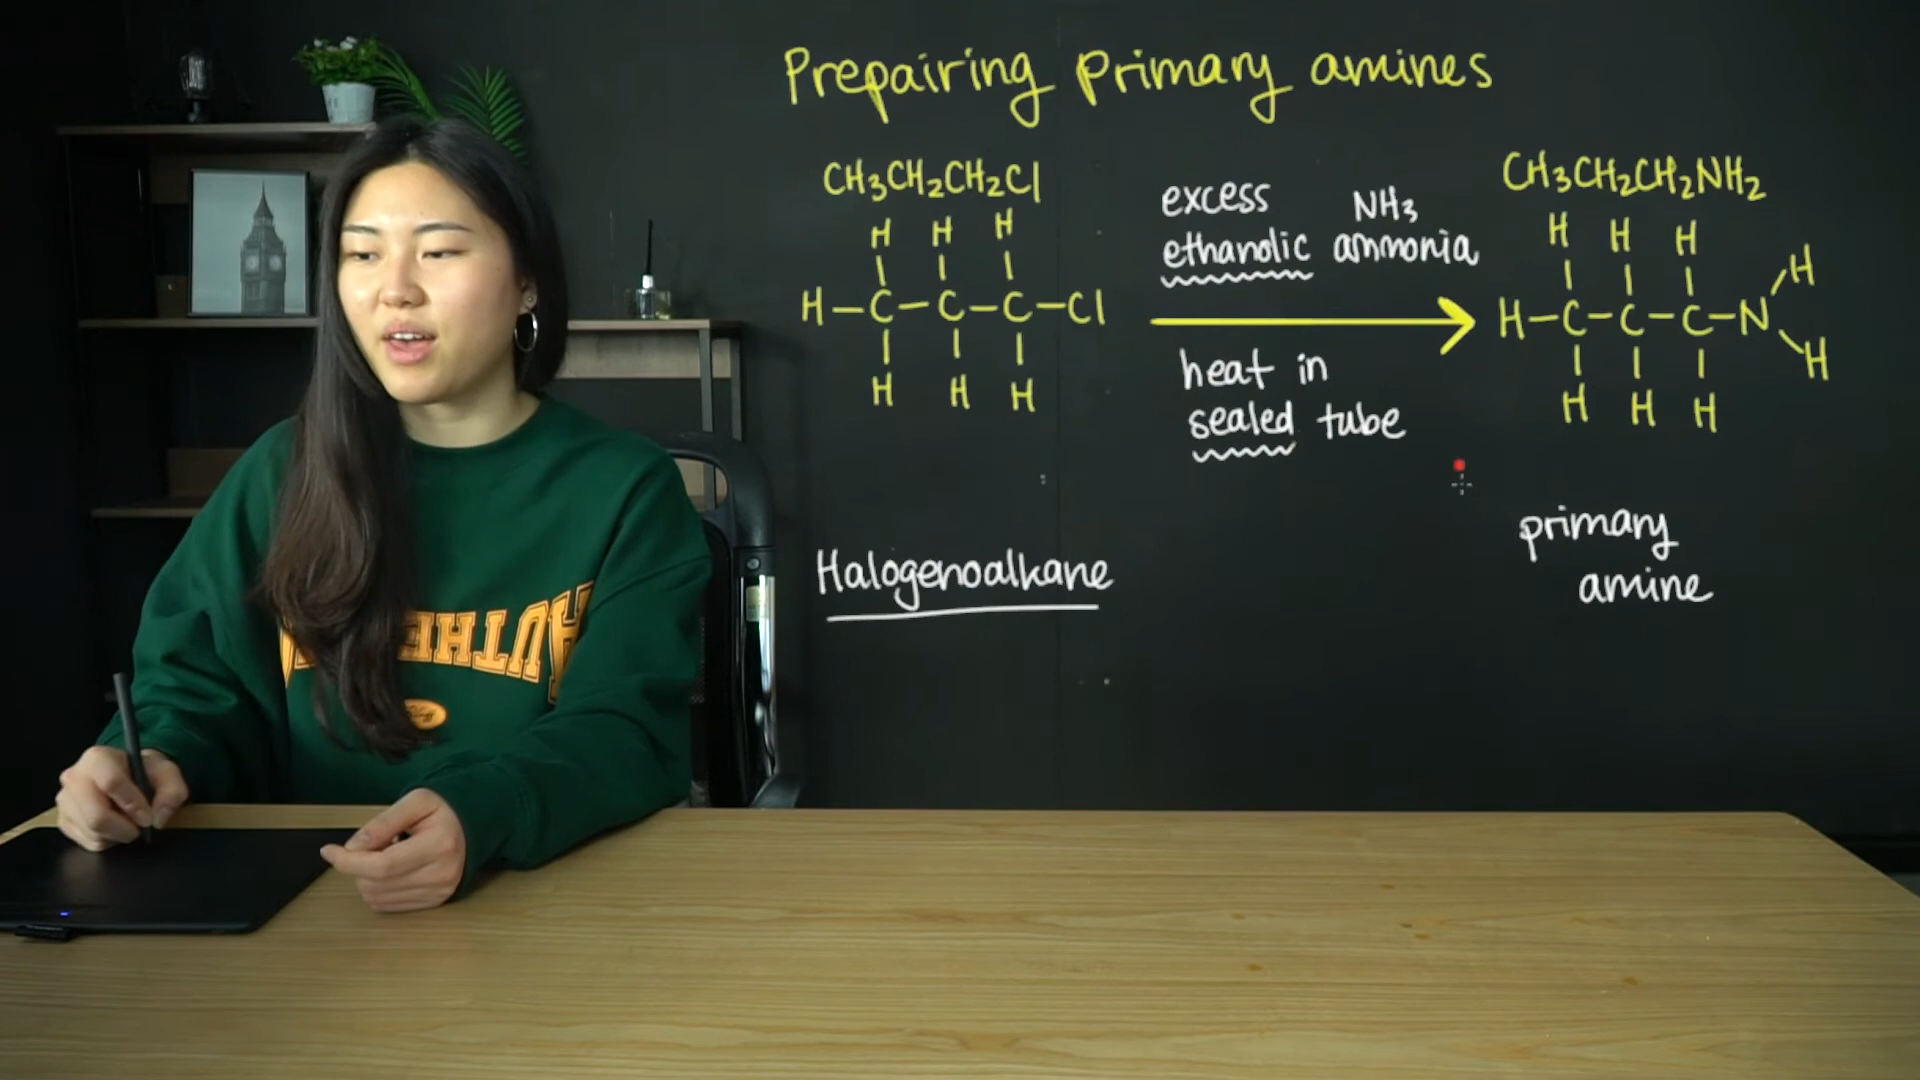 Prepairing primary amines
CH₃CH₂CH₂Cl
H H H
H–C–C–C–Cl
H H H
excess NH₃
ethanolic ammonia
heat in
sealed tube
CH₃CH₂CH₂NH₂
H H H
H
H–C–C–C–N
H
H H H
Halogenoalkane
primary
amine